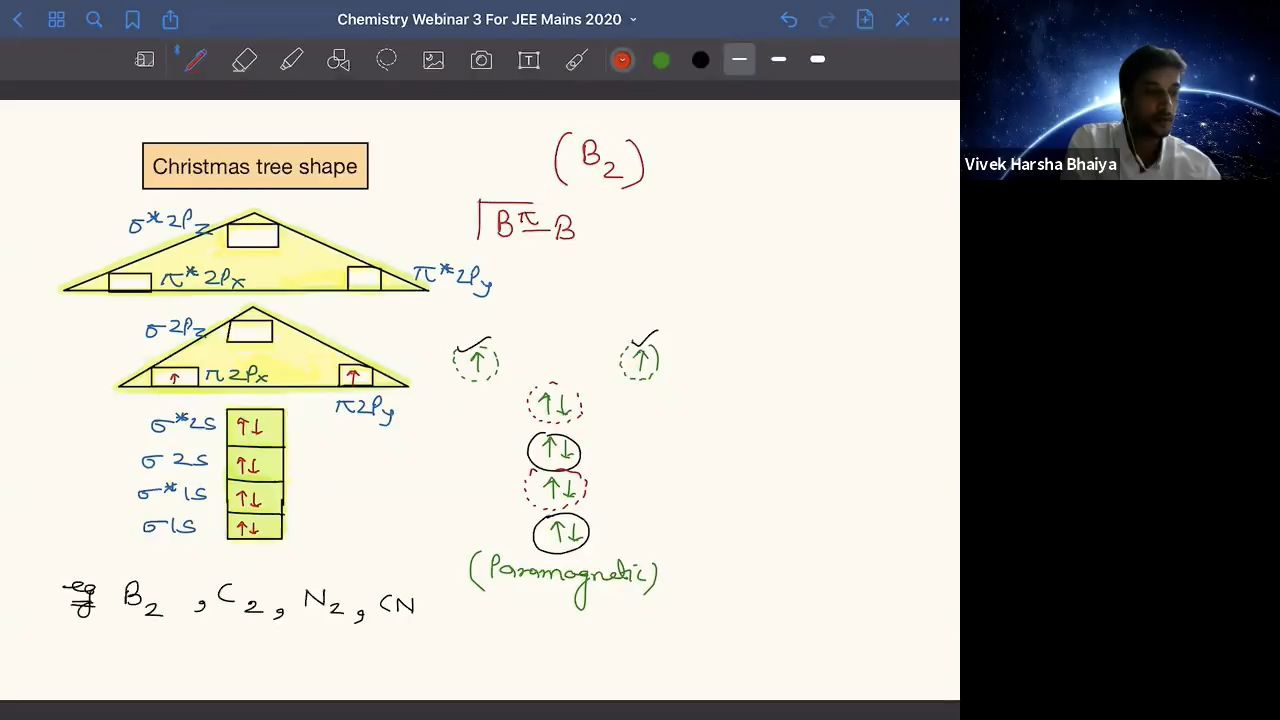 Chemistry Webinar 3 For JEE Mains 2020
T
Vivek Harsha Bhaiya
Christmas tree shape
(B₂)
B π B
σ*2Pz
π*2Px
π*2Py
σ2Pz
π2Px
π2Py
σ*2s ↑↓
σ2s ↑↓
σ*1s ↑↓
σ1s ↑↓
↑ ↑
↑↓
↑↓
↑↓
↑↓
(Paramagnetic)
eg B₂, C₂, N₂, CN